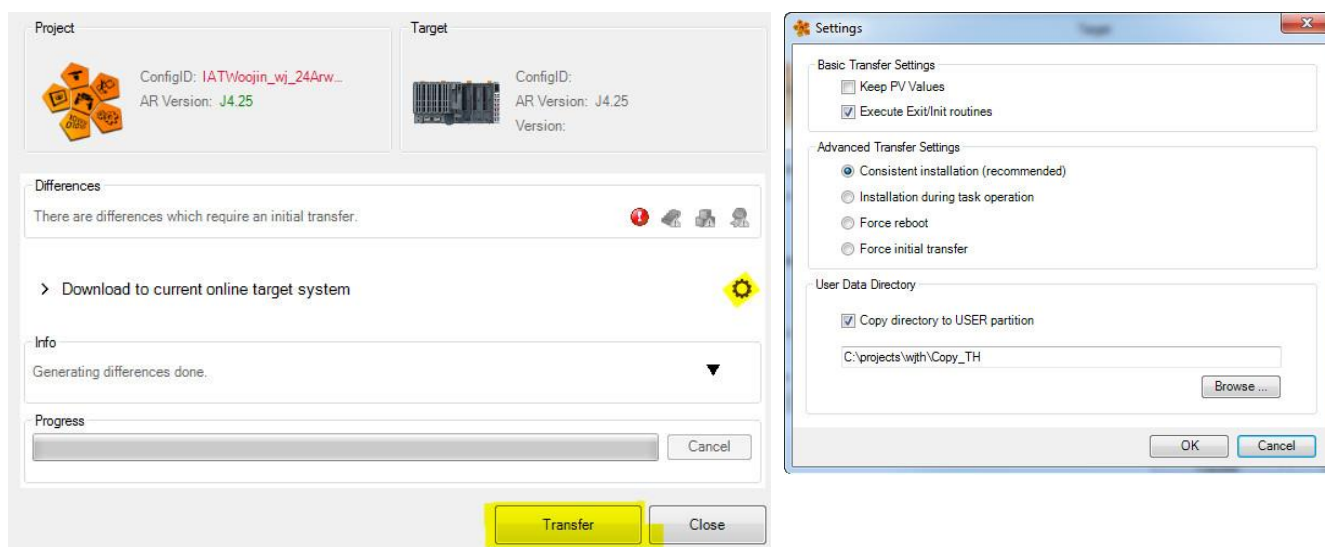 Project
ConfigID: IATWoojin_wj_24Arw...
AR Version: J4.25
Target
ConfigID:
AR Version: J4.25
Version:
Differences
There are differences which require an initial transfer.
> Download to current online target system
Info
Generating differences done.
Progress
Cancel
Transfer
Close
Settings
Basic Transfer Settings
Keep PV Values
Execute Exit/Init routines
Advanced Transfer Settings
Consistent installation (recommended)
Installation during task operation
Force reboot
Force initial transfer
User Data Directory
Copy directory to USER partition
C:\projects\wjth\Copy_TH
Browse ...
OK
Cancel